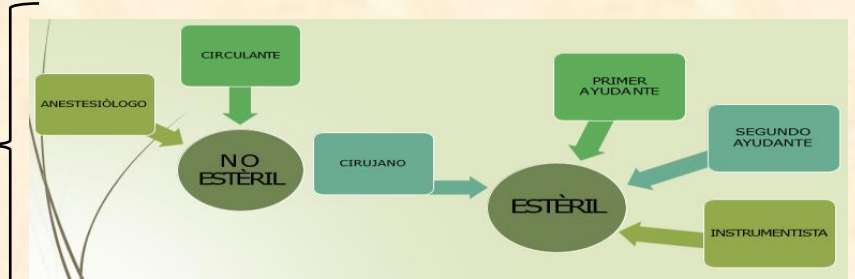 CIRCULANTE
ANESTESIÒLOGO
NO
ESTÈRIL
CIRUJANO
PRIMER
AYUDANTE
SEGUNDO
AYUDANTE
ESTÈRIL
INSTRUMENTISTA